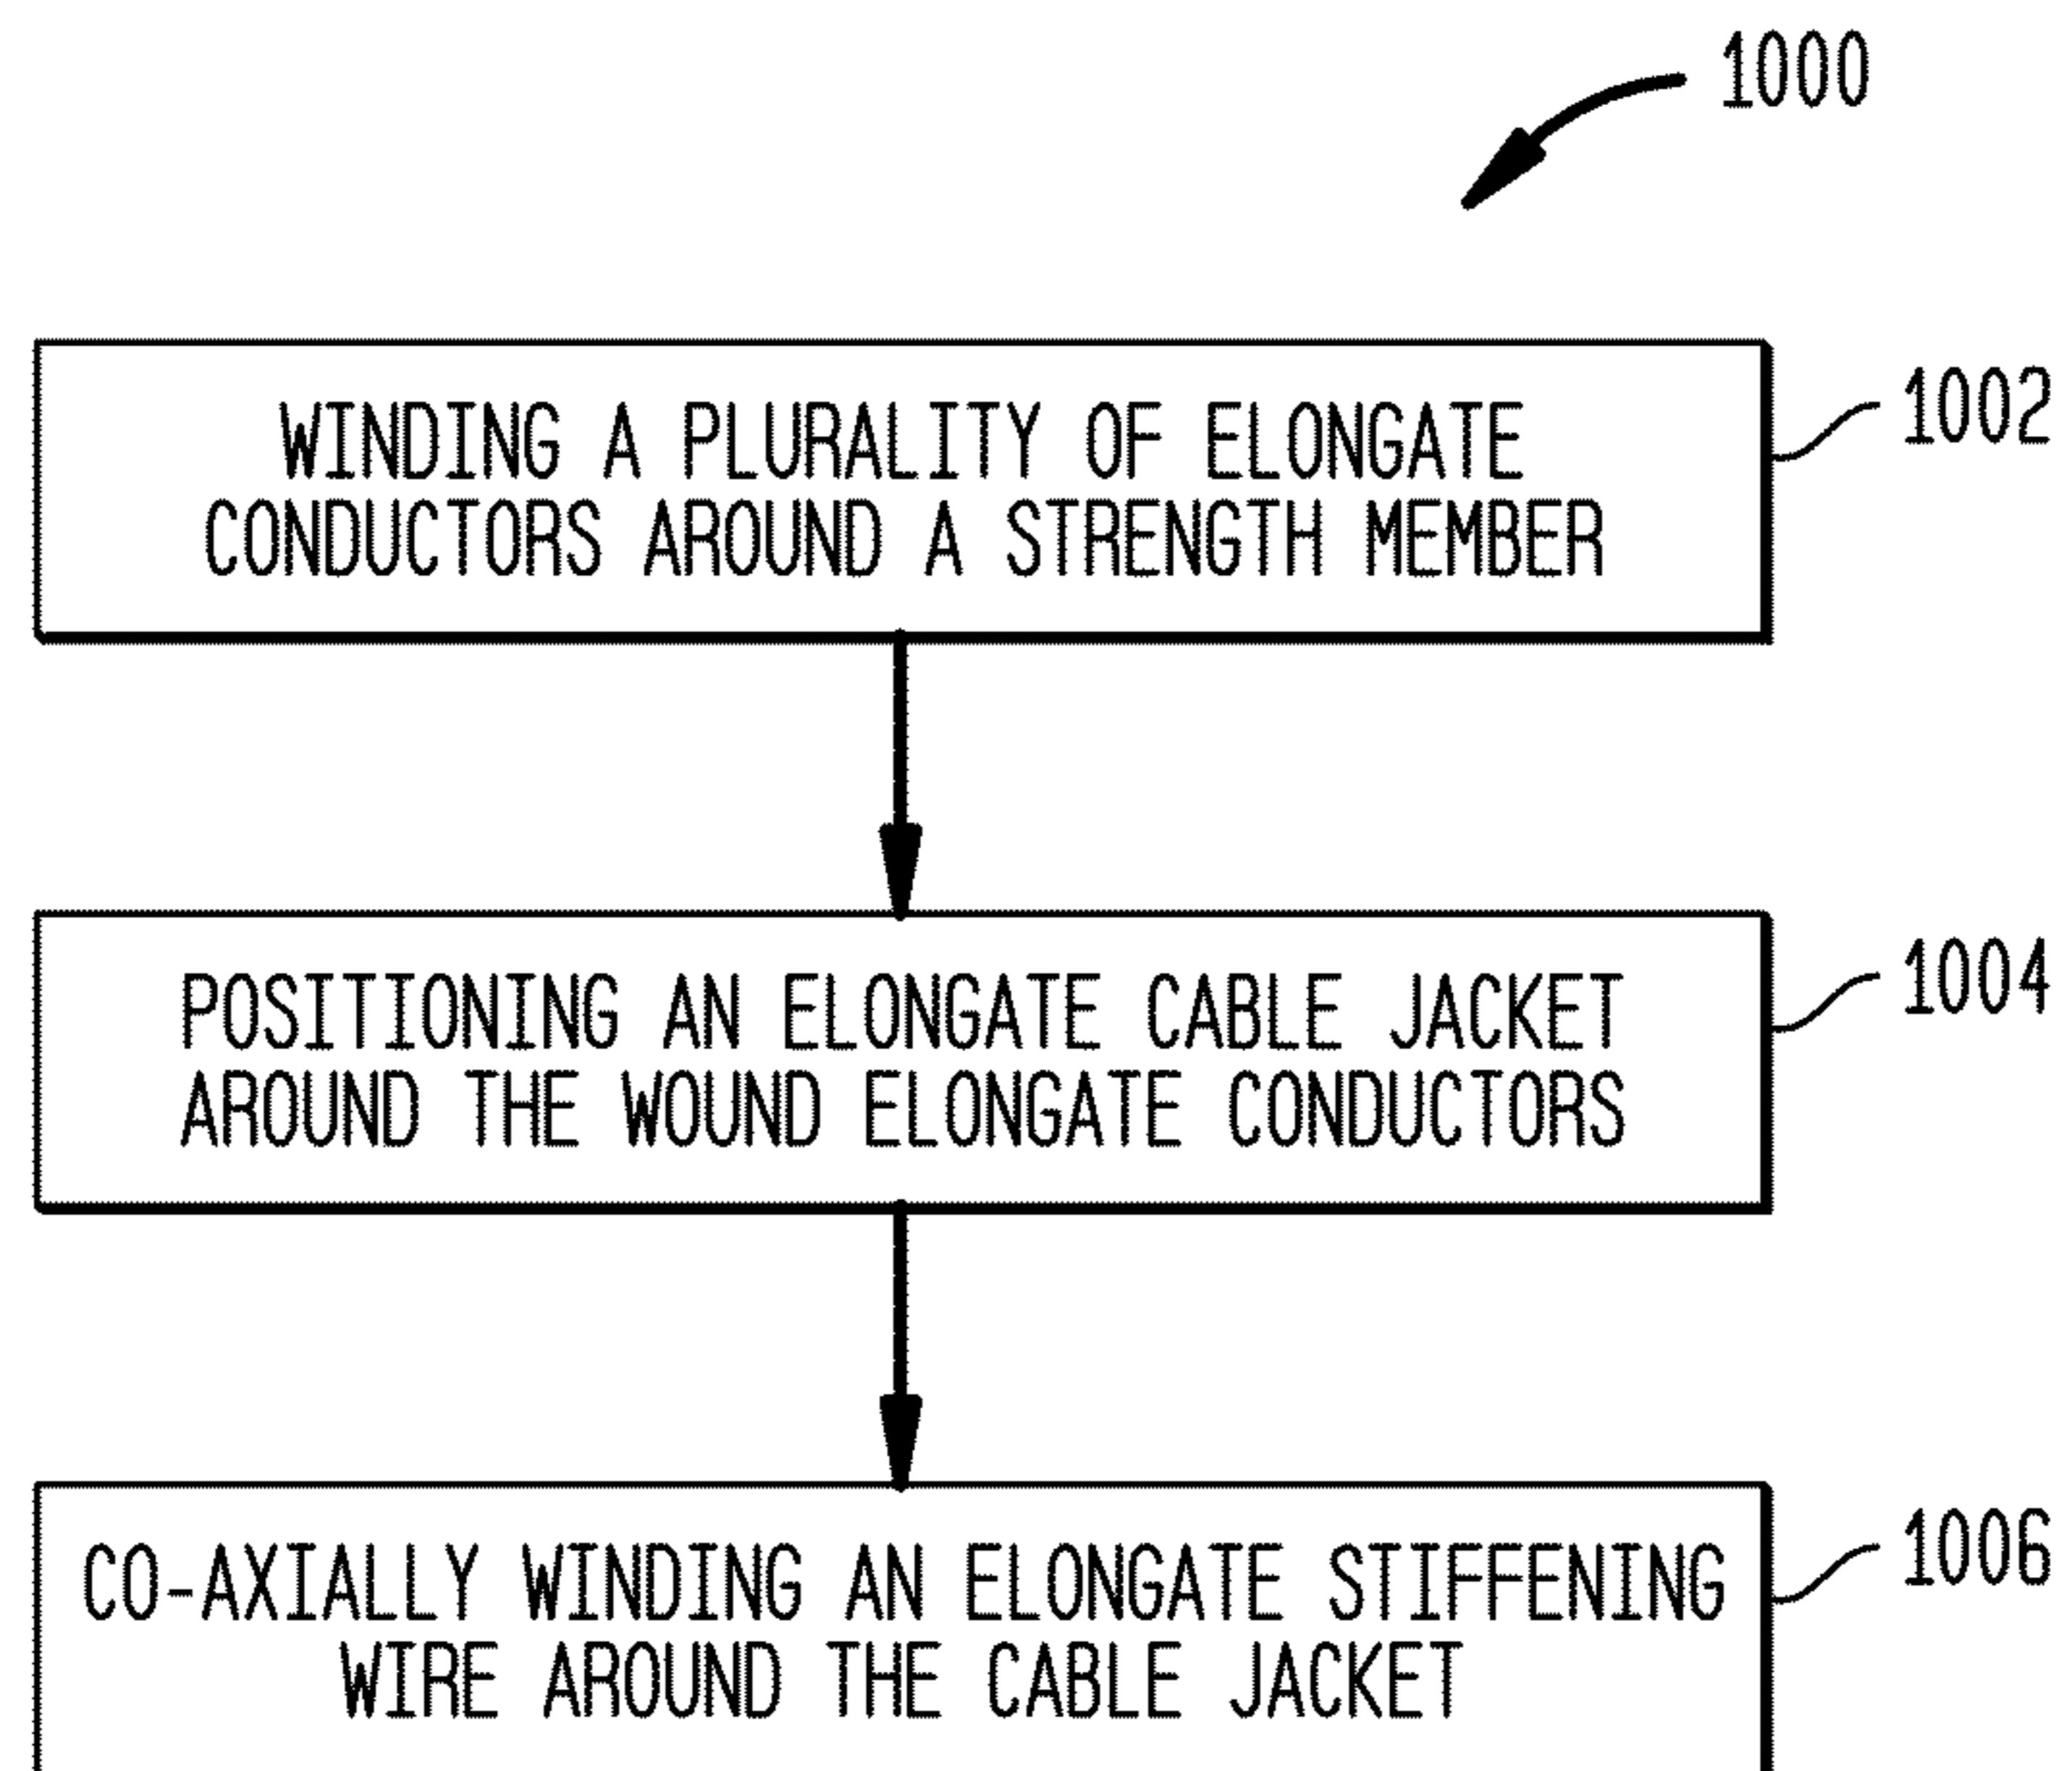 1000
WINDING A PLURALITY OF ELONGATE
CONDUCTORS AROUND A STRENGTH MEMBER
1002
POSITIONING AN ELONGATE CABLE JACKET
AROUND THE WOUND ELONGATE CONDUCTORS
1004
CO-AXIALLY WINDING AN ELONGATE STIFFENING
WIRE AROUND THE CABLE JACKET
1006